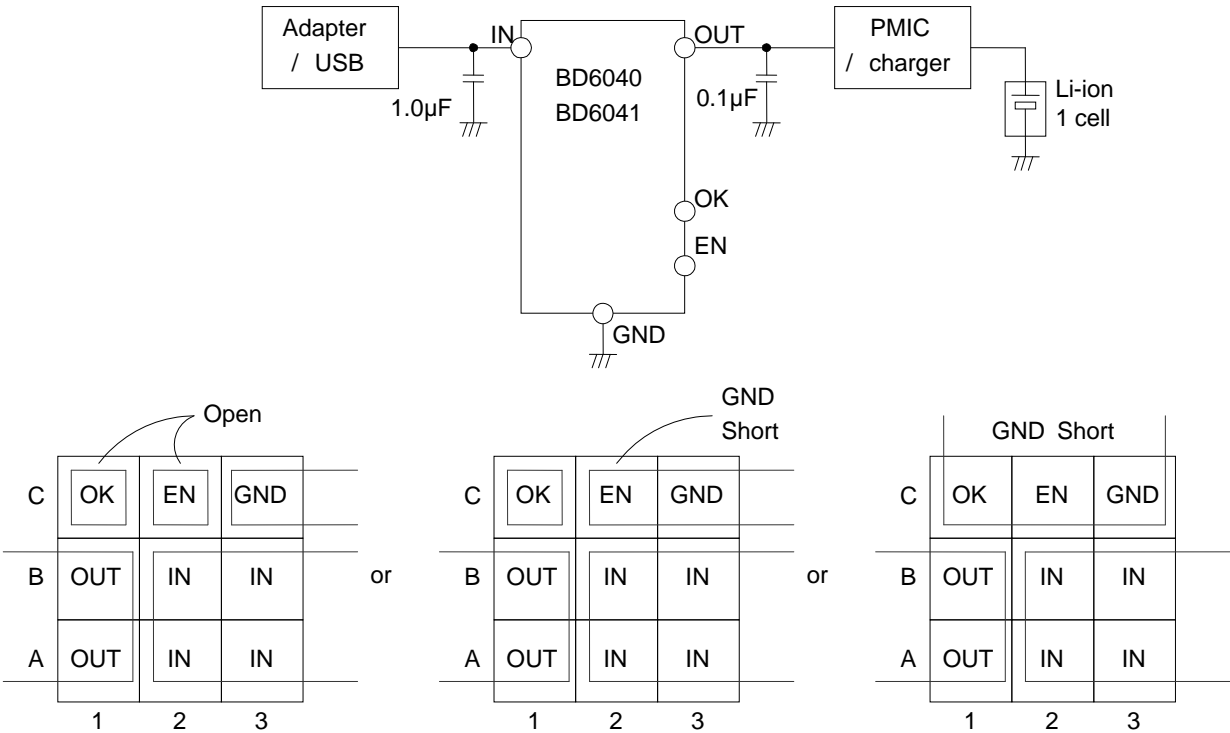 Adapter
/ USB
IN
OUT
PMIC
/ charger
BD6040
BD6041
1.0µF
0.1µF
Li-ion
1 cell
OK
EN
GND
Open
C OK EN GND
B OUT IN IN
A OUT IN IN
1 2 3
or
GND
Short
C OK EN GND
B OUT IN IN
A OUT IN IN
1 2 3
or
GND Short
C OK EN GND
B OUT IN IN
A OUT IN IN
1 2 3